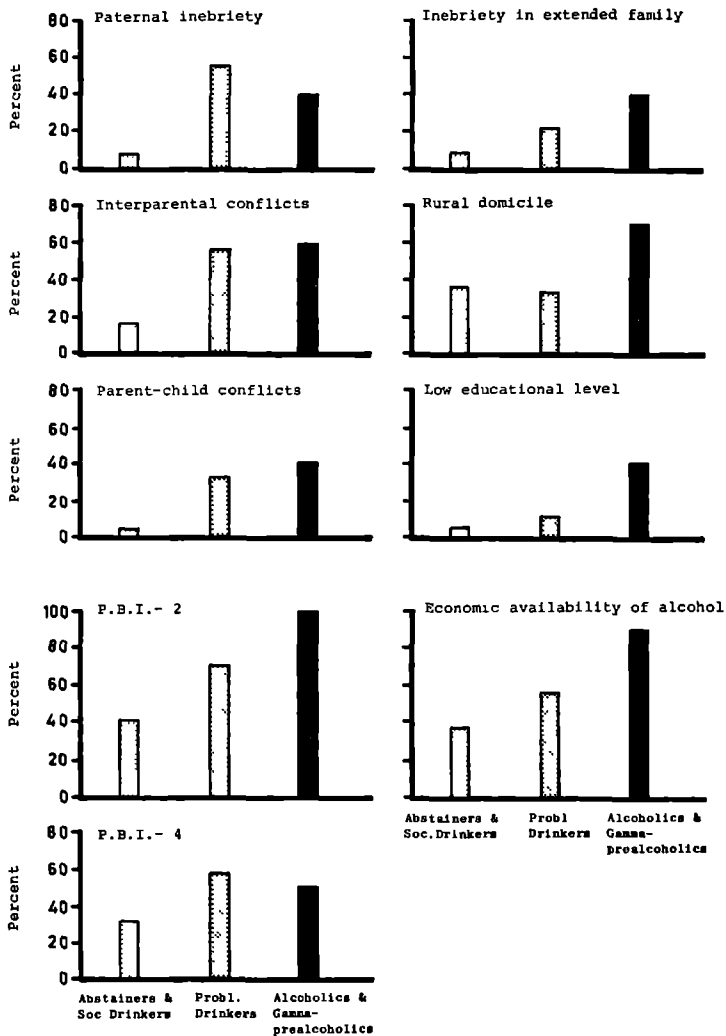 Paternal inebriety
Percent
80
60
40
20
0
Inebriety in extended family
Interparental conflicts
Percent
80
60
40
20
0
Rural domicile
Parent-child conflicts
Percent
80
60
40
20
0
Low educational level
P.B.I.- 2
Percent
100
80
60
40
20
0
Economic availability of alcohol
Abstainers &
Soc.Drinkers
Probl
Drinkers
Alcoholics &
Gamma-
prealcoholics
P.B.I.- 4
Percent
80
60
40
20
0
Abstainers &
Soc Drinkers
Probl.
Drinkers
Alcoholics &
Gamma-
prealcoholics